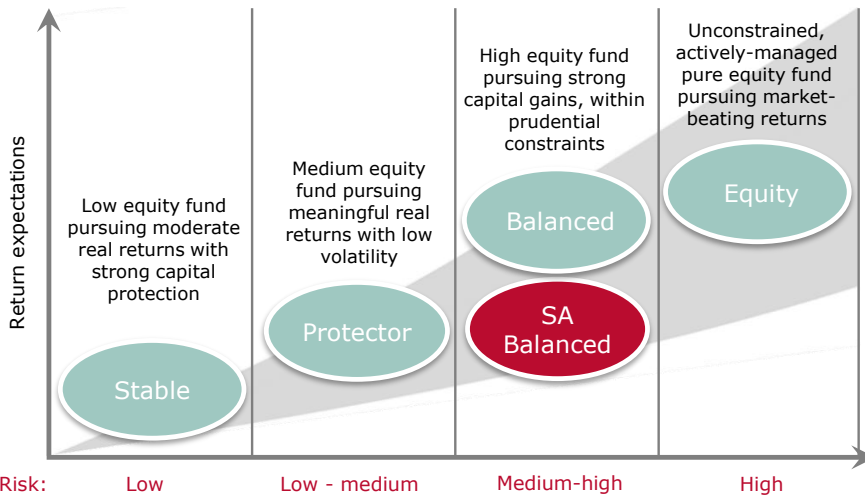 Return expectations
Low equity fund
pursuing moderate
real returns with
strong capital
protection
Stable
Medium equity
fund pursuing
meaningful real
returns with low
volatility
Protector
High equity fund
pursuing strong
capital gains, within
prudential
constraints
Balanced
SA
Balanced
Unconstrained,
actively-managed
pure equity fund
pursuing market-
beating returns
Equity
Risk: Low Low - medium Medium-high High